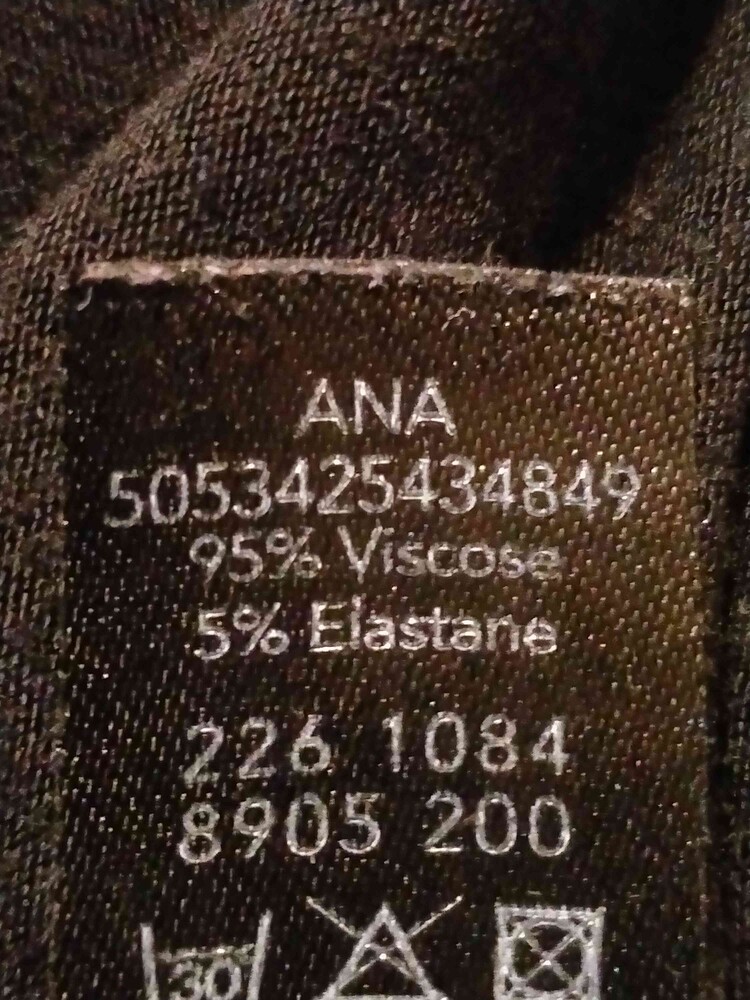 ANA
5053425434849
95% Viscose
5% Elastane
226 1084
8905 200
30